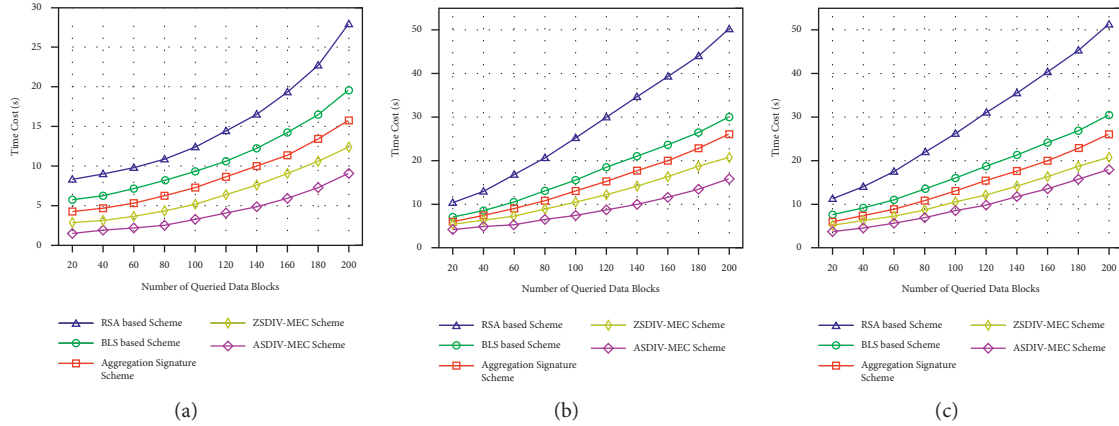 30
25
20
15
10
5
0
Time Cost (s)
20 40 60 80 100 120 140 160 180 200
Number of Queried Data Blocks
RSA based Scheme
BLS based Scheme
Aggregation Signature
Scheme
ZSDIV-MEC Scheme
ASDIV-MEC Scheme
(a)
50
40
30
20
10
0
Time Cost (s)
20 40 60 80 100 120 140 160 180 200
Number of Queried Data Blocks
RSA based Scheme
BLS based Scheme
Aggregation Signature
Scheme
ZSDIV-MEC Scheme
ASDIV-MEC Scheme
(b)
50
40
30
20
10
0
Time Cost (s)
20 40 60 80 100 120 140 160 180 200
Number of Queried Data Blocks
RSA based Scheme
BLS based Scheme
Aggregation Signature
Scheme
ZSDIV-MEC Scheme
ASDIV-MEC Scheme
(c)